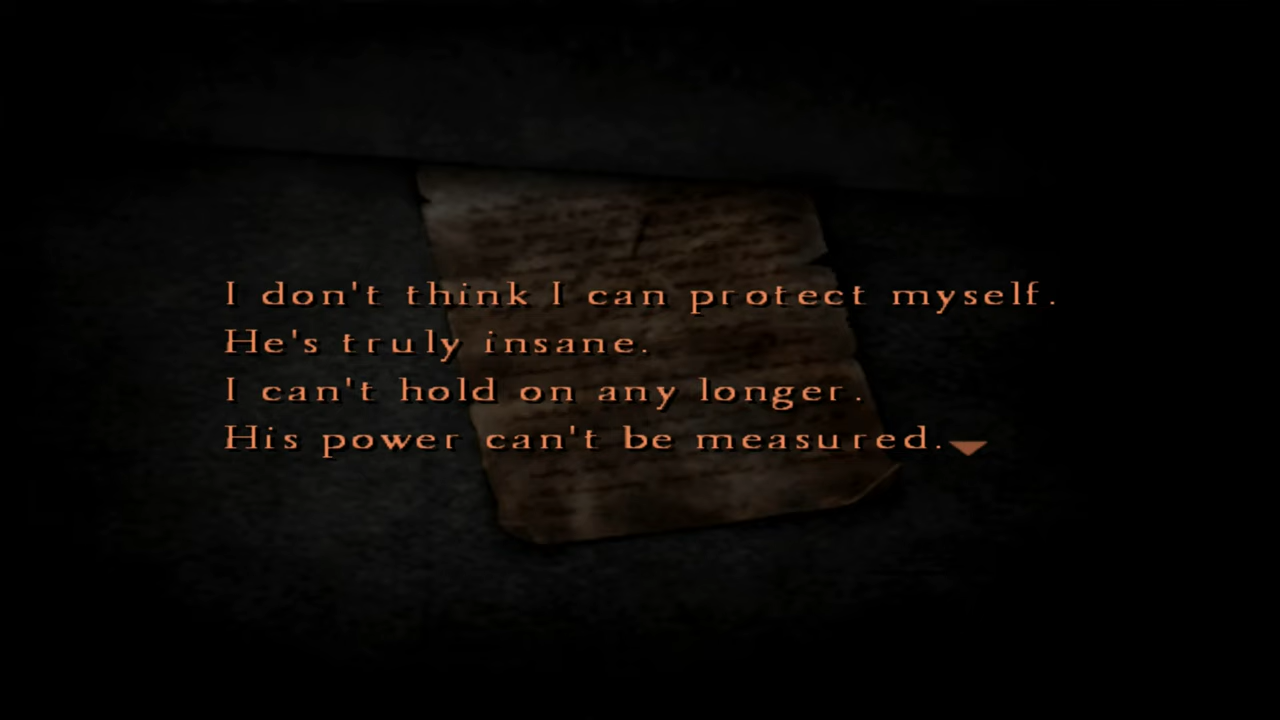 I don't think I can protect myself.
He's truly insane.
I can't hold on any longer.
His power can't be measured.